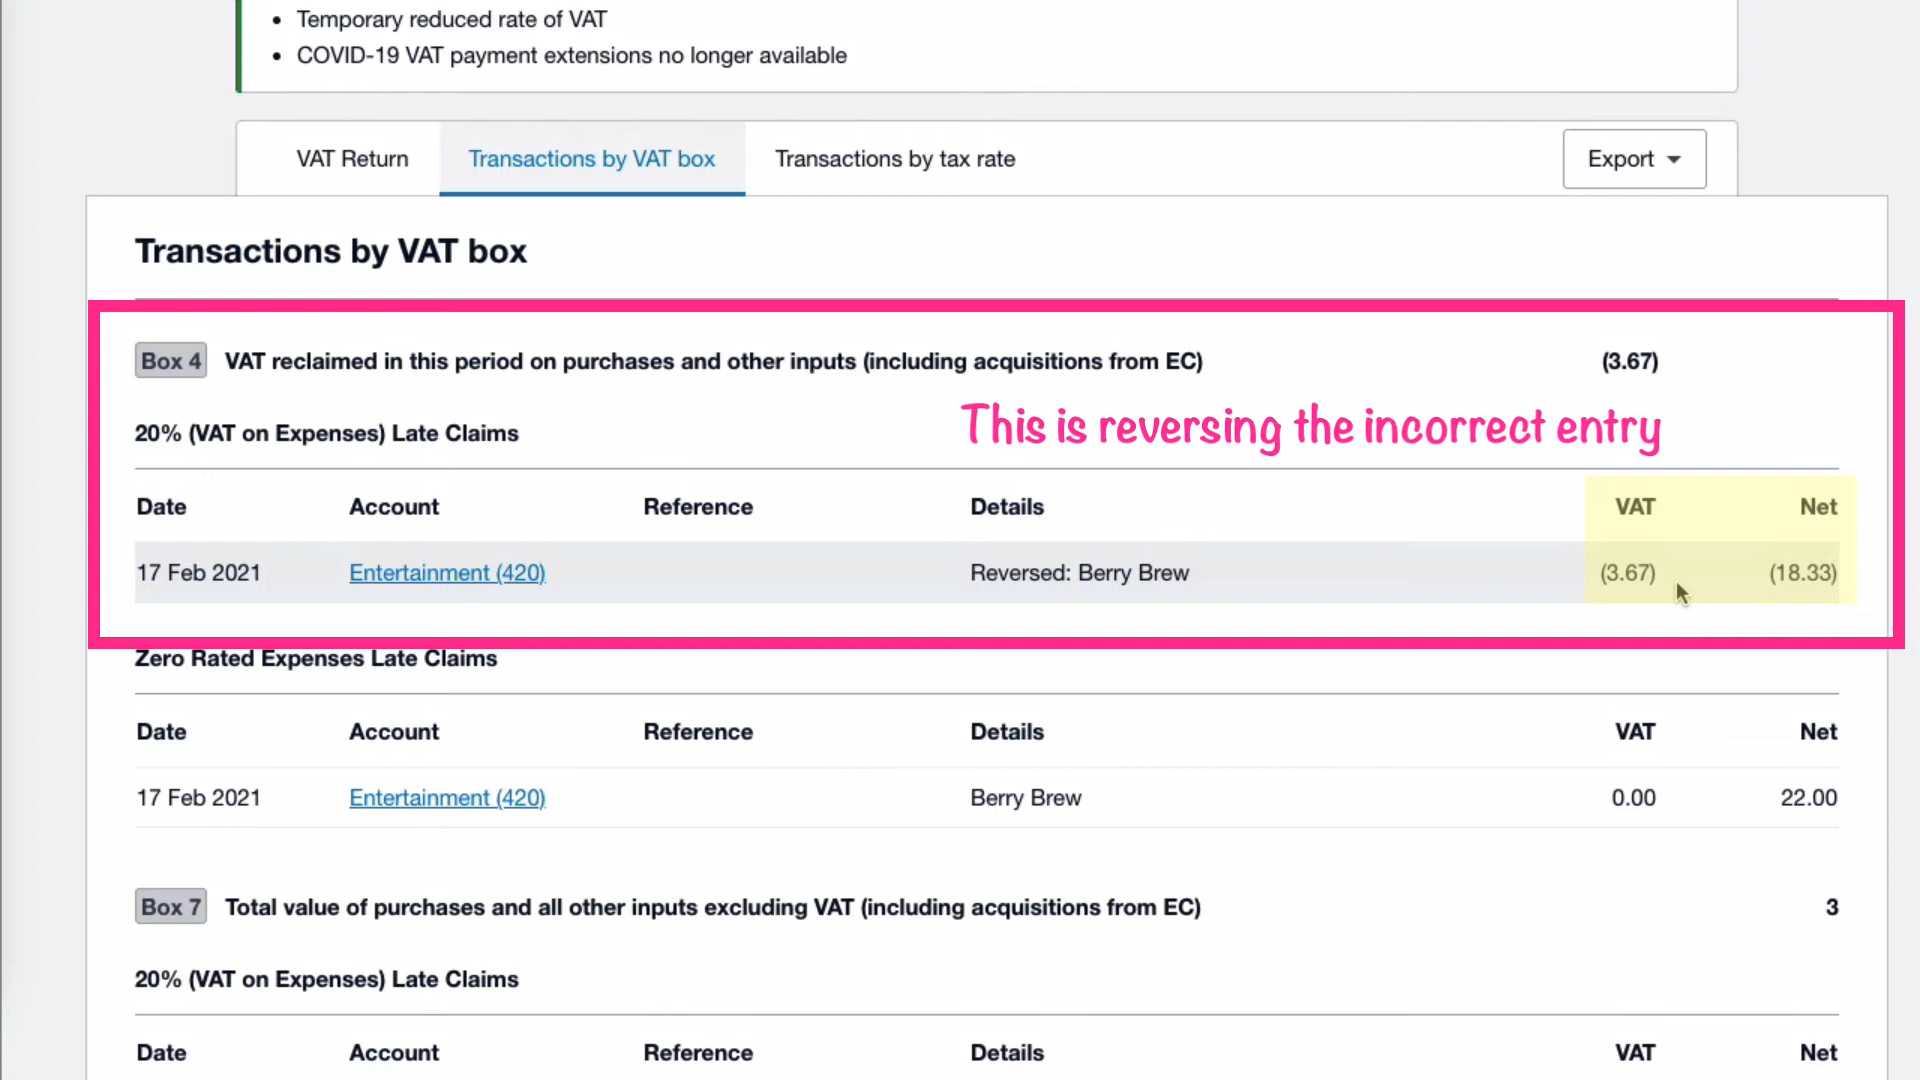 Temporary reduced rate of VAT
COVID-19 VAT payment extensions no longer available
VAT Return Transactions by VAT box Transactions by tax rate Export
Transactions by VAT box
Box 4 VAT reclaimed in this period on purchases and other inputs (including acquisitions from EC) (3.67)
This is reversing the incorrect entry
20% (VAT on Expenses) Late Claims
Date Account Reference Details VAT Net
17 Feb 2021 Entertainment (420) Reversed: Berry Brew (3.67) (18.33)
Zero Rated Expenses Late Claims
Date Account Reference Details VAT Net
17 Feb 2021 Entertainment (420) Berry Brew 0.00 22.00
Box 7 Total value of purchases and all other inputs excluding VAT (including acquisitions from EC) 3
20% (VAT on Expenses) Late Claims
Date Account Reference Details VAT Net